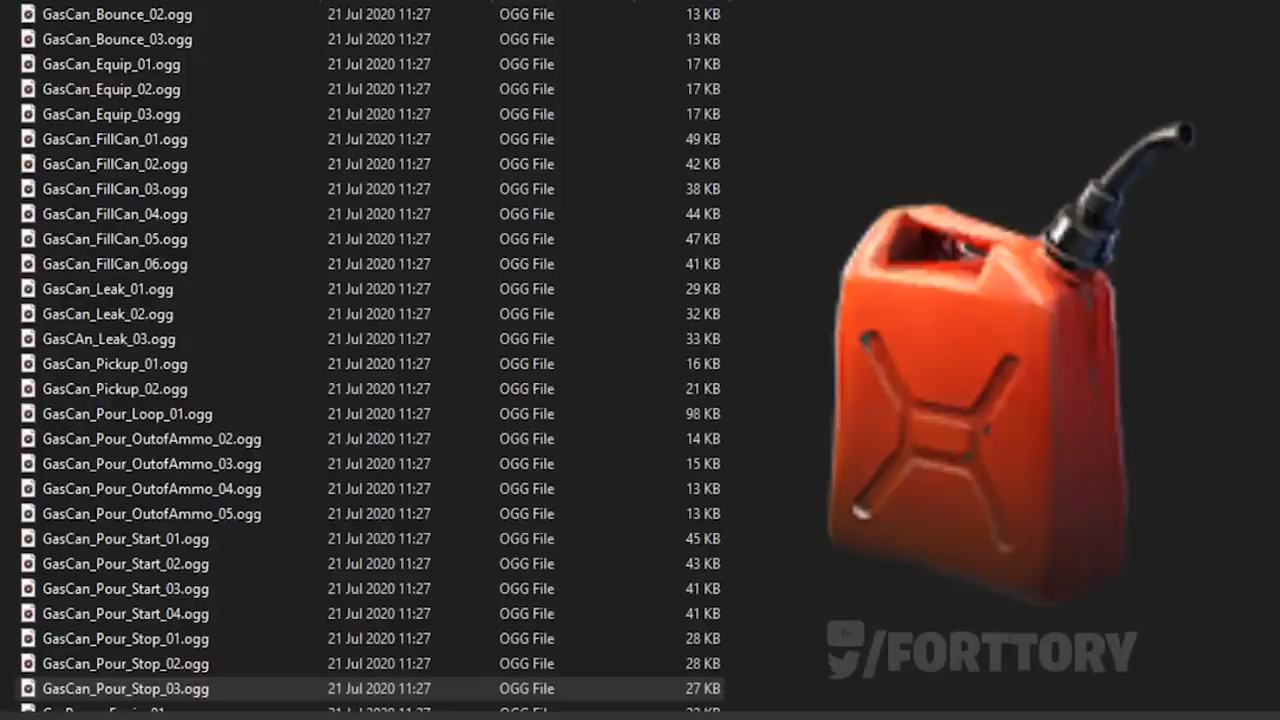 GasCan_Bounce_02.ogg 21 Jul 2020 11:27 OGG File 13 KB
GasCan_Bounce_03.ogg 21 Jul 2020 11:27 OGG File 13 KB
GasCan_Equip_01.ogg 21 Jul 2020 11:27 OGG File 17 KB
GasCan_Equip_02.ogg 21 Jul 2020 11:27 OGG File 17 KB
GasCan_Equip_03.ogg 21 Jul 2020 11:27 OGG File 17 KB
GasCan_FillCan_01.ogg 21 Jul 2020 11:27 OGG File 49 KB
GasCan_FillCan_02.ogg 21 Jul 2020 11:27 OGG File 42 KB
GasCan_FillCan_03.ogg 21 Jul 2020 11:27 OGG File 38 KB
GasCan_FillCan_04.ogg 21 Jul 2020 11:27 OGG File 44 KB
GasCan_FillCan_05.ogg 21 Jul 2020 11:27 OGG File 47 KB
GasCan_FillCan_06.ogg 21 Jul 2020 11:27 OGG File 41 KB
GasCan_Leak_01.ogg 21 Jul 2020 11:27 OGG File 29 KB
GasCan_Leak_02.ogg 21 Jul 2020 11:27 OGG File 32 KB
GasCAn_Leak_03.ogg 21 Jul 2020 11:27 OGG File 33 KB
GasCan_Pickup_01.ogg 21 Jul 2020 11:27 OGG File 16 KB
GasCan_Pickup_02.ogg 21 Jul 2020 11:27 OGG File 21 KB
GasCan_Pour_Loop_01.ogg 21 Jul 2020 11:27 OGG File 98 KB
GasCan_Pour_OutofAmmo_02.ogg 21 Jul 2020 11:27 OGG File 14 KB
GasCan_Pour_OutofAmmo_03.ogg 21 Jul 2020 11:27 OGG File 15 KB
GasCan_Pour_OutofAmmo_04.ogg 21 Jul 2020 11:27 OGG File 13 KB
GasCan_Pour_OutofAmmo_05.ogg 21 Jul 2020 11:27 OGG File 13 KB
GasCan_Pour_Start_01.ogg 21 Jul 2020 11:27 OGG File 45 KB
GasCan_Pour_Start_02.ogg 21 Jul 2020 11:27 OGG File 43 KB
GasCan_Pour_Start_03.ogg 21 Jul 2020 11:27 OGG File 41 KB
GasCan_Pour_Start_04.ogg 21 Jul 2020 11:27 OGG File 41 KB
GasCan_Pour_Stop_01.ogg 21 Jul 2020 11:27 OGG File 28 KB
GasCan_Pour_Stop_02.ogg 21 Jul 2020 11:27 OGG File 28 KB
GasCan_Pour_Stop_03.ogg 21 Jul 2020 11:27 OGG File 27 KB
/FORTTORY